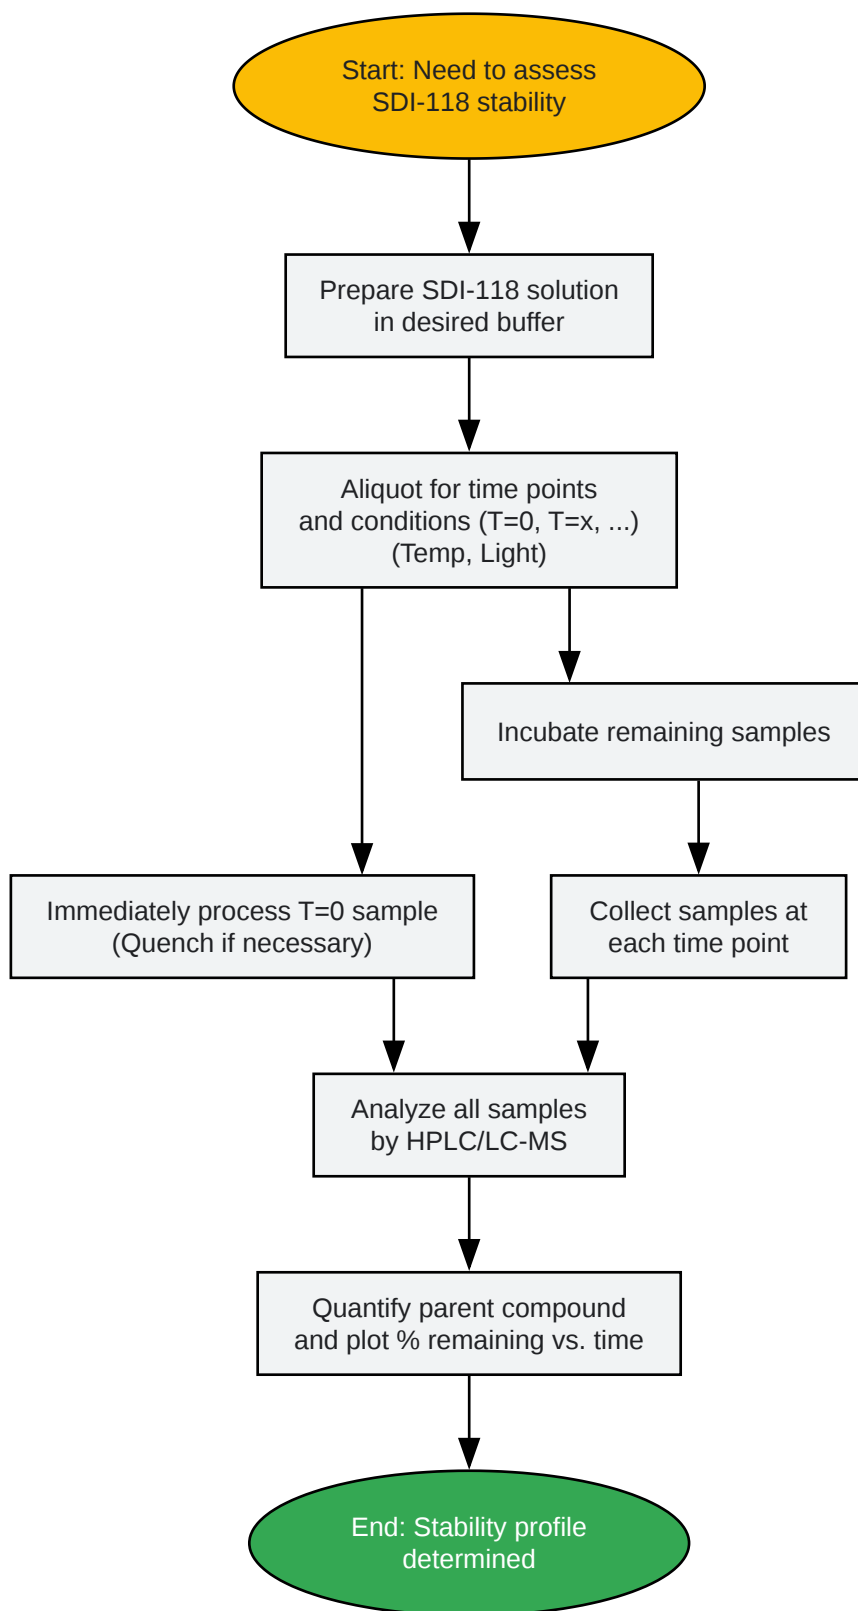 Start: Need to assess
SDI-118 stability
Prepare SDI-118 solution
in desired buffer
Aliquot for time points
and conditions (T=0, T=x, ...)
(Temp, Light)
Incubate remaining samples
Immediately process T=0 sample
(Quench if necessary)
Collect samples at
each time point
Analyze all samples
by HPLC/LC-MS
Quantify parent compound
and plot % remaining vs. time
End: Stability profile
determined